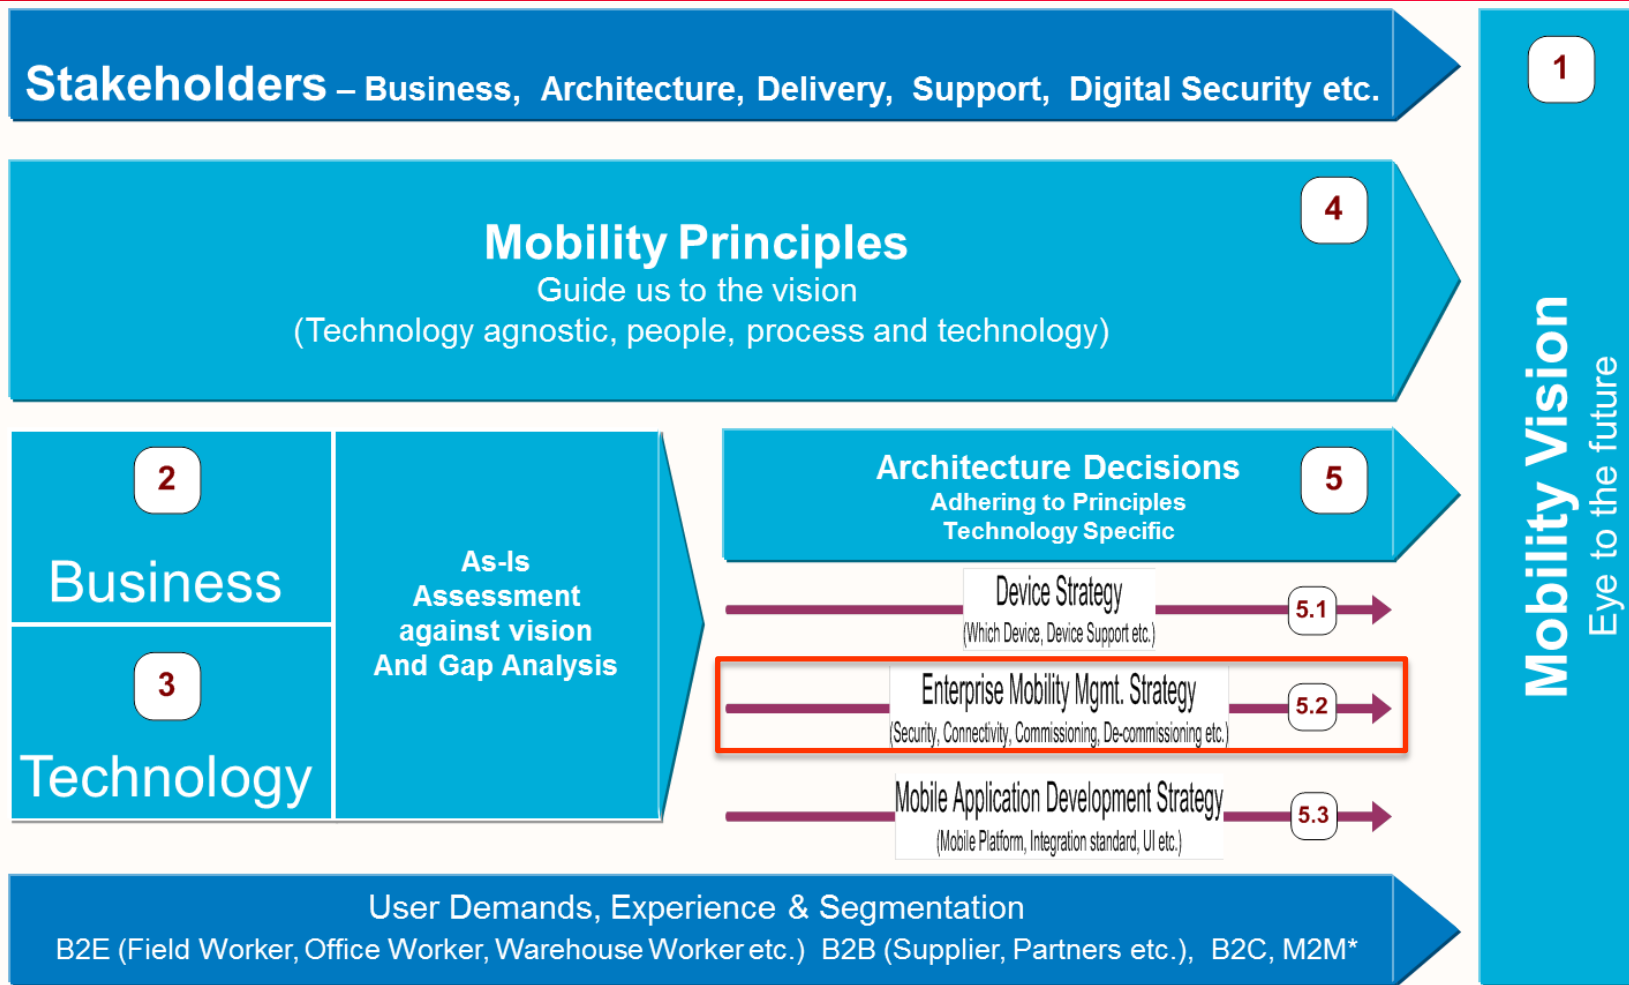 Stakeholders – Business, Architecture, Delivery, Support, Digital Security etc.
1
4
Mobility Principles
Guide us to the vision
(Technology agnostic, people, process and technology)
2
Business
3
Technology
As-Is
Assessment
against vision
And Gap Analysis
Architecture Decisions
Adhering to Principles
Technology Specific
5
Device Strategy
(Which Device, Device Support etc.)
5.1
Enterprise Mobility Mgmt. Strategy
(Security, Connectivity, Commissioning, De-commissioning etc.)
5.2
Mobile Application Development Strategy
(Mobile Platform, Integration standard, UI etc.)
5.3
Mobility Vision
Eye to the future
User Demands, Experience & Segmentation
B2E (Field Worker, Office Worker, Warehouse Worker etc.) B2B (Supplier, Partners etc.), B2C, M2M*